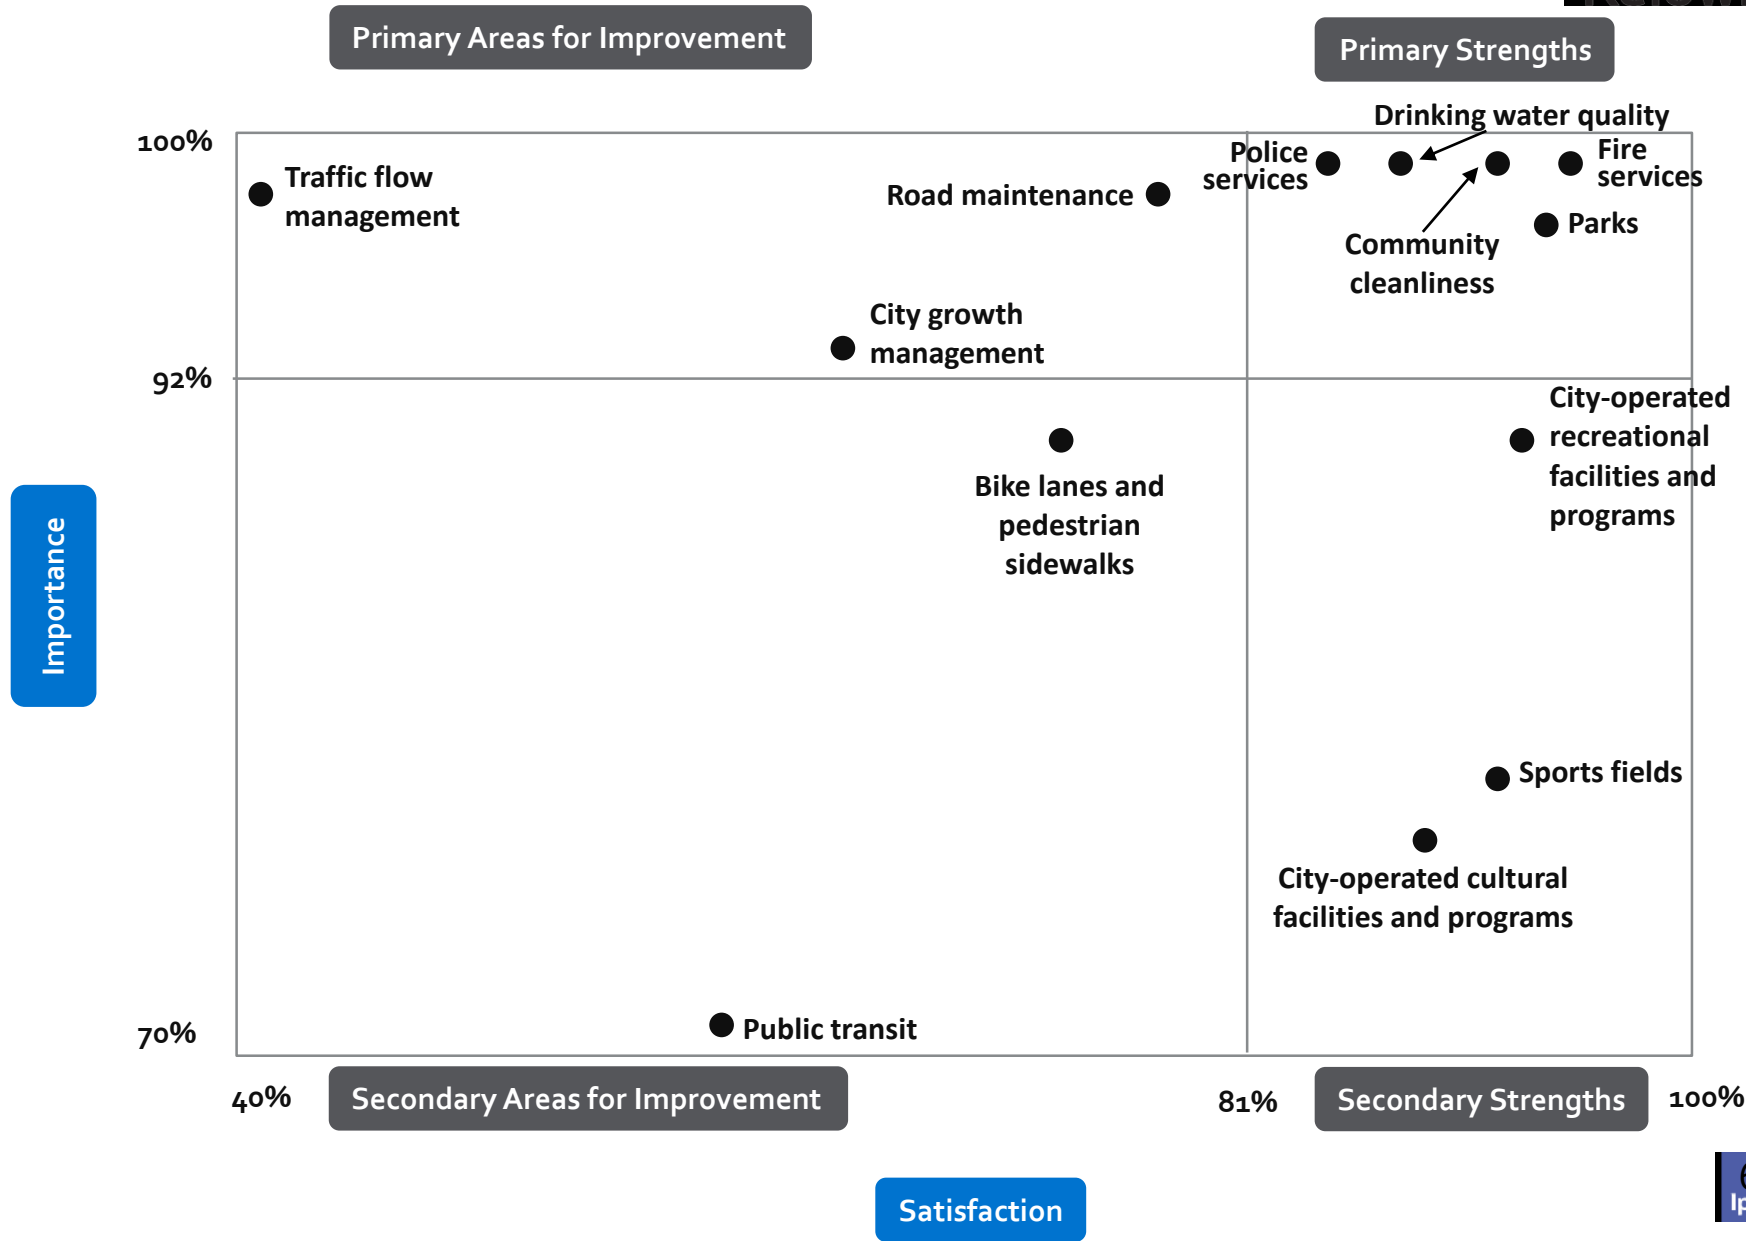 Primary Areas for Improvement
Primary Strengths
Drinking water quality
100%
Police
services
Fire
services
Traffic flow
management
Road maintenance
Parks
Community
cleanliness
City growth
management
92%
City-operated
recreational
facilities and
programs
Bike lanes and
pedestrian
sidewalks
Importance
Sports fields
City-operated cultural
facilities and programs
Public transit
70%
40%
Secondary Areas for Improvement
81%
Secondary Strengths
100%
Satisfaction